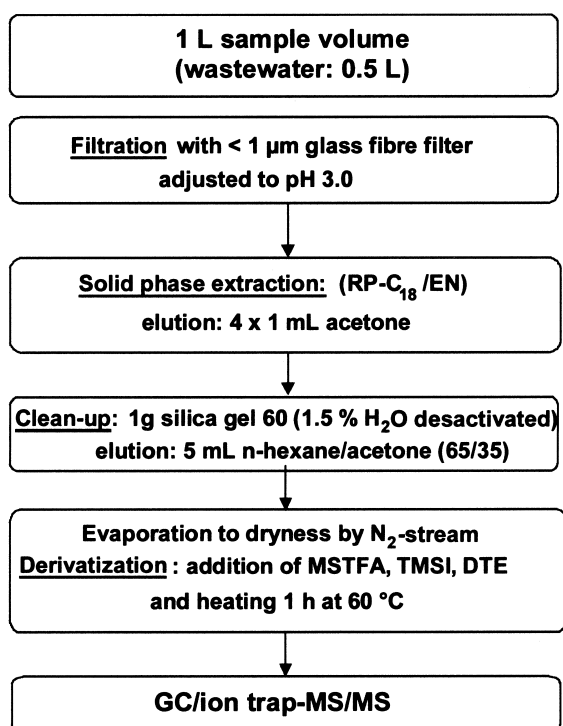 1 L sample volume
(wastewater: 0.5 L)
Filtration with < 1 µm glass fibre filter
adjusted to pH 3.0
Solid phase extraction: (RP-C18 /EN)
elution: 4 x 1 mL acetone
Clean-up: 1g silica gel 60 (1.5 % H2O desactivated)
elution: 5 mL n-hexane/acetone (65/35)
Evaporation to dryness by N2-stream
Derivatization : addition of MSTFA, TMSI, DTE
and heating 1 h at 60 °C
GC/ion trap-MS/MS